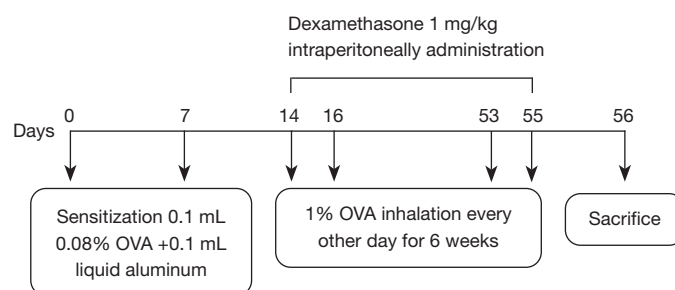 Dexamethasone 1 mg/kg
intraperitoneally administration
0 7 14 16 53 55 56
Days
Sensitization 0.1 mL
0.08% OVA +0.1 mL
liquid aluminum
1% OVA inhalation every
other day for 6 weeks
Sacrifice